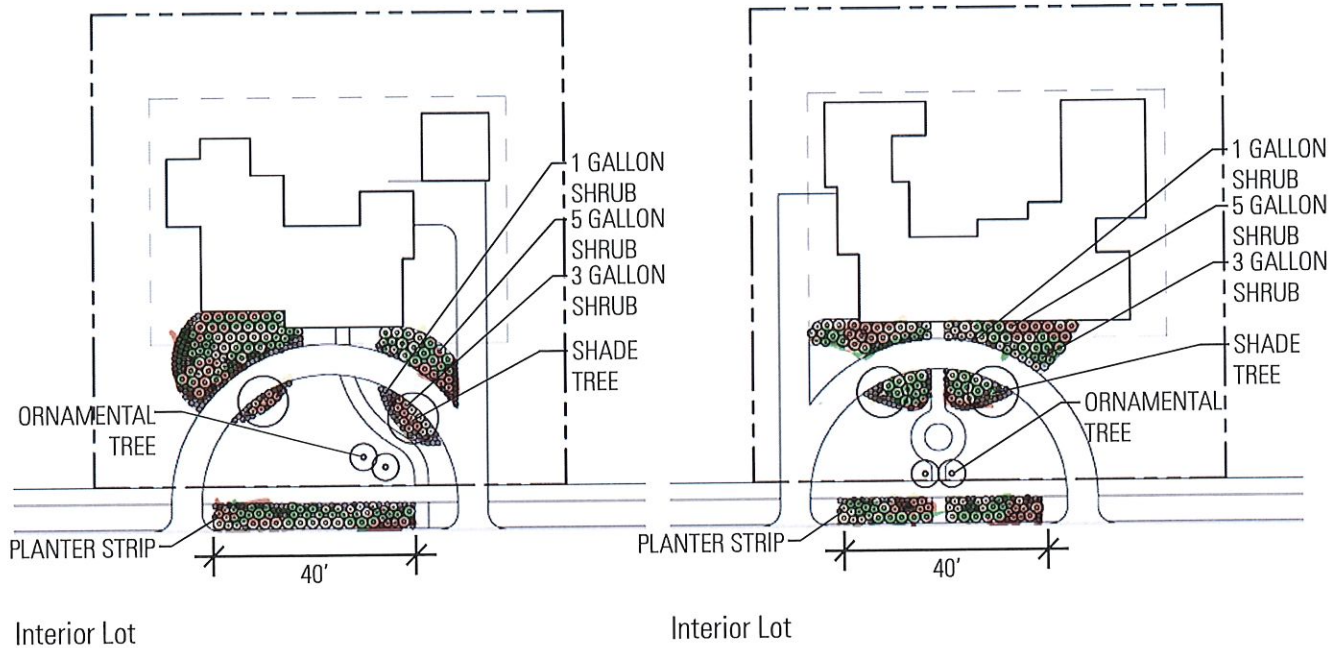 1 GALLON
SHRUB
5 GALLON
SHRUB
3 GALLON
SHRUB
SHADE
TREE
ORNAMENTAL
TREE
PLANTER STRIP
40'
Interior Lot
1 GALLON
SHRUB
5 GALLON
SHRUB
3 GALLON
SHRUB
SHADE
TREE
ORNAMENTAL
TREE
PLANTER STRIP
40'
Interior Lot